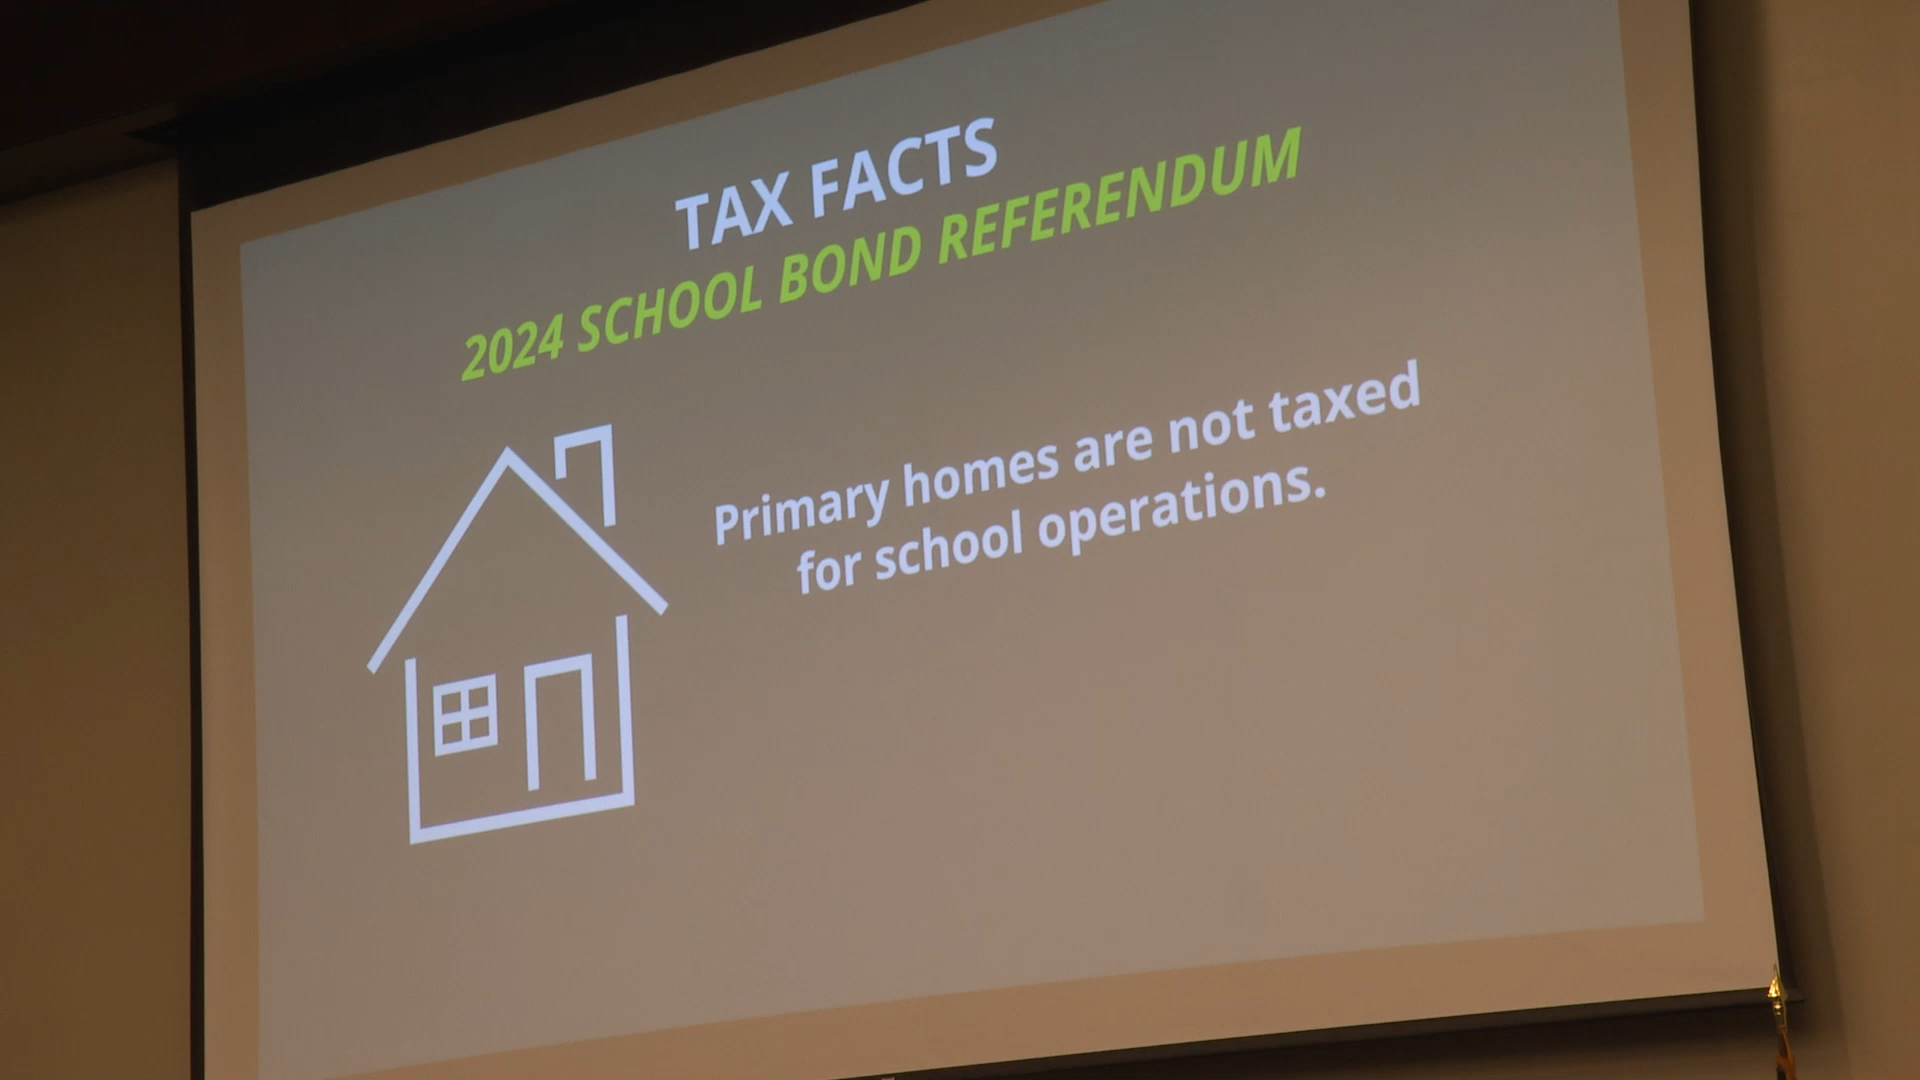 TAX FACTS
2024 SCHOOL BOND REFERENDUM
Primary homes are not taxed
for school operations.